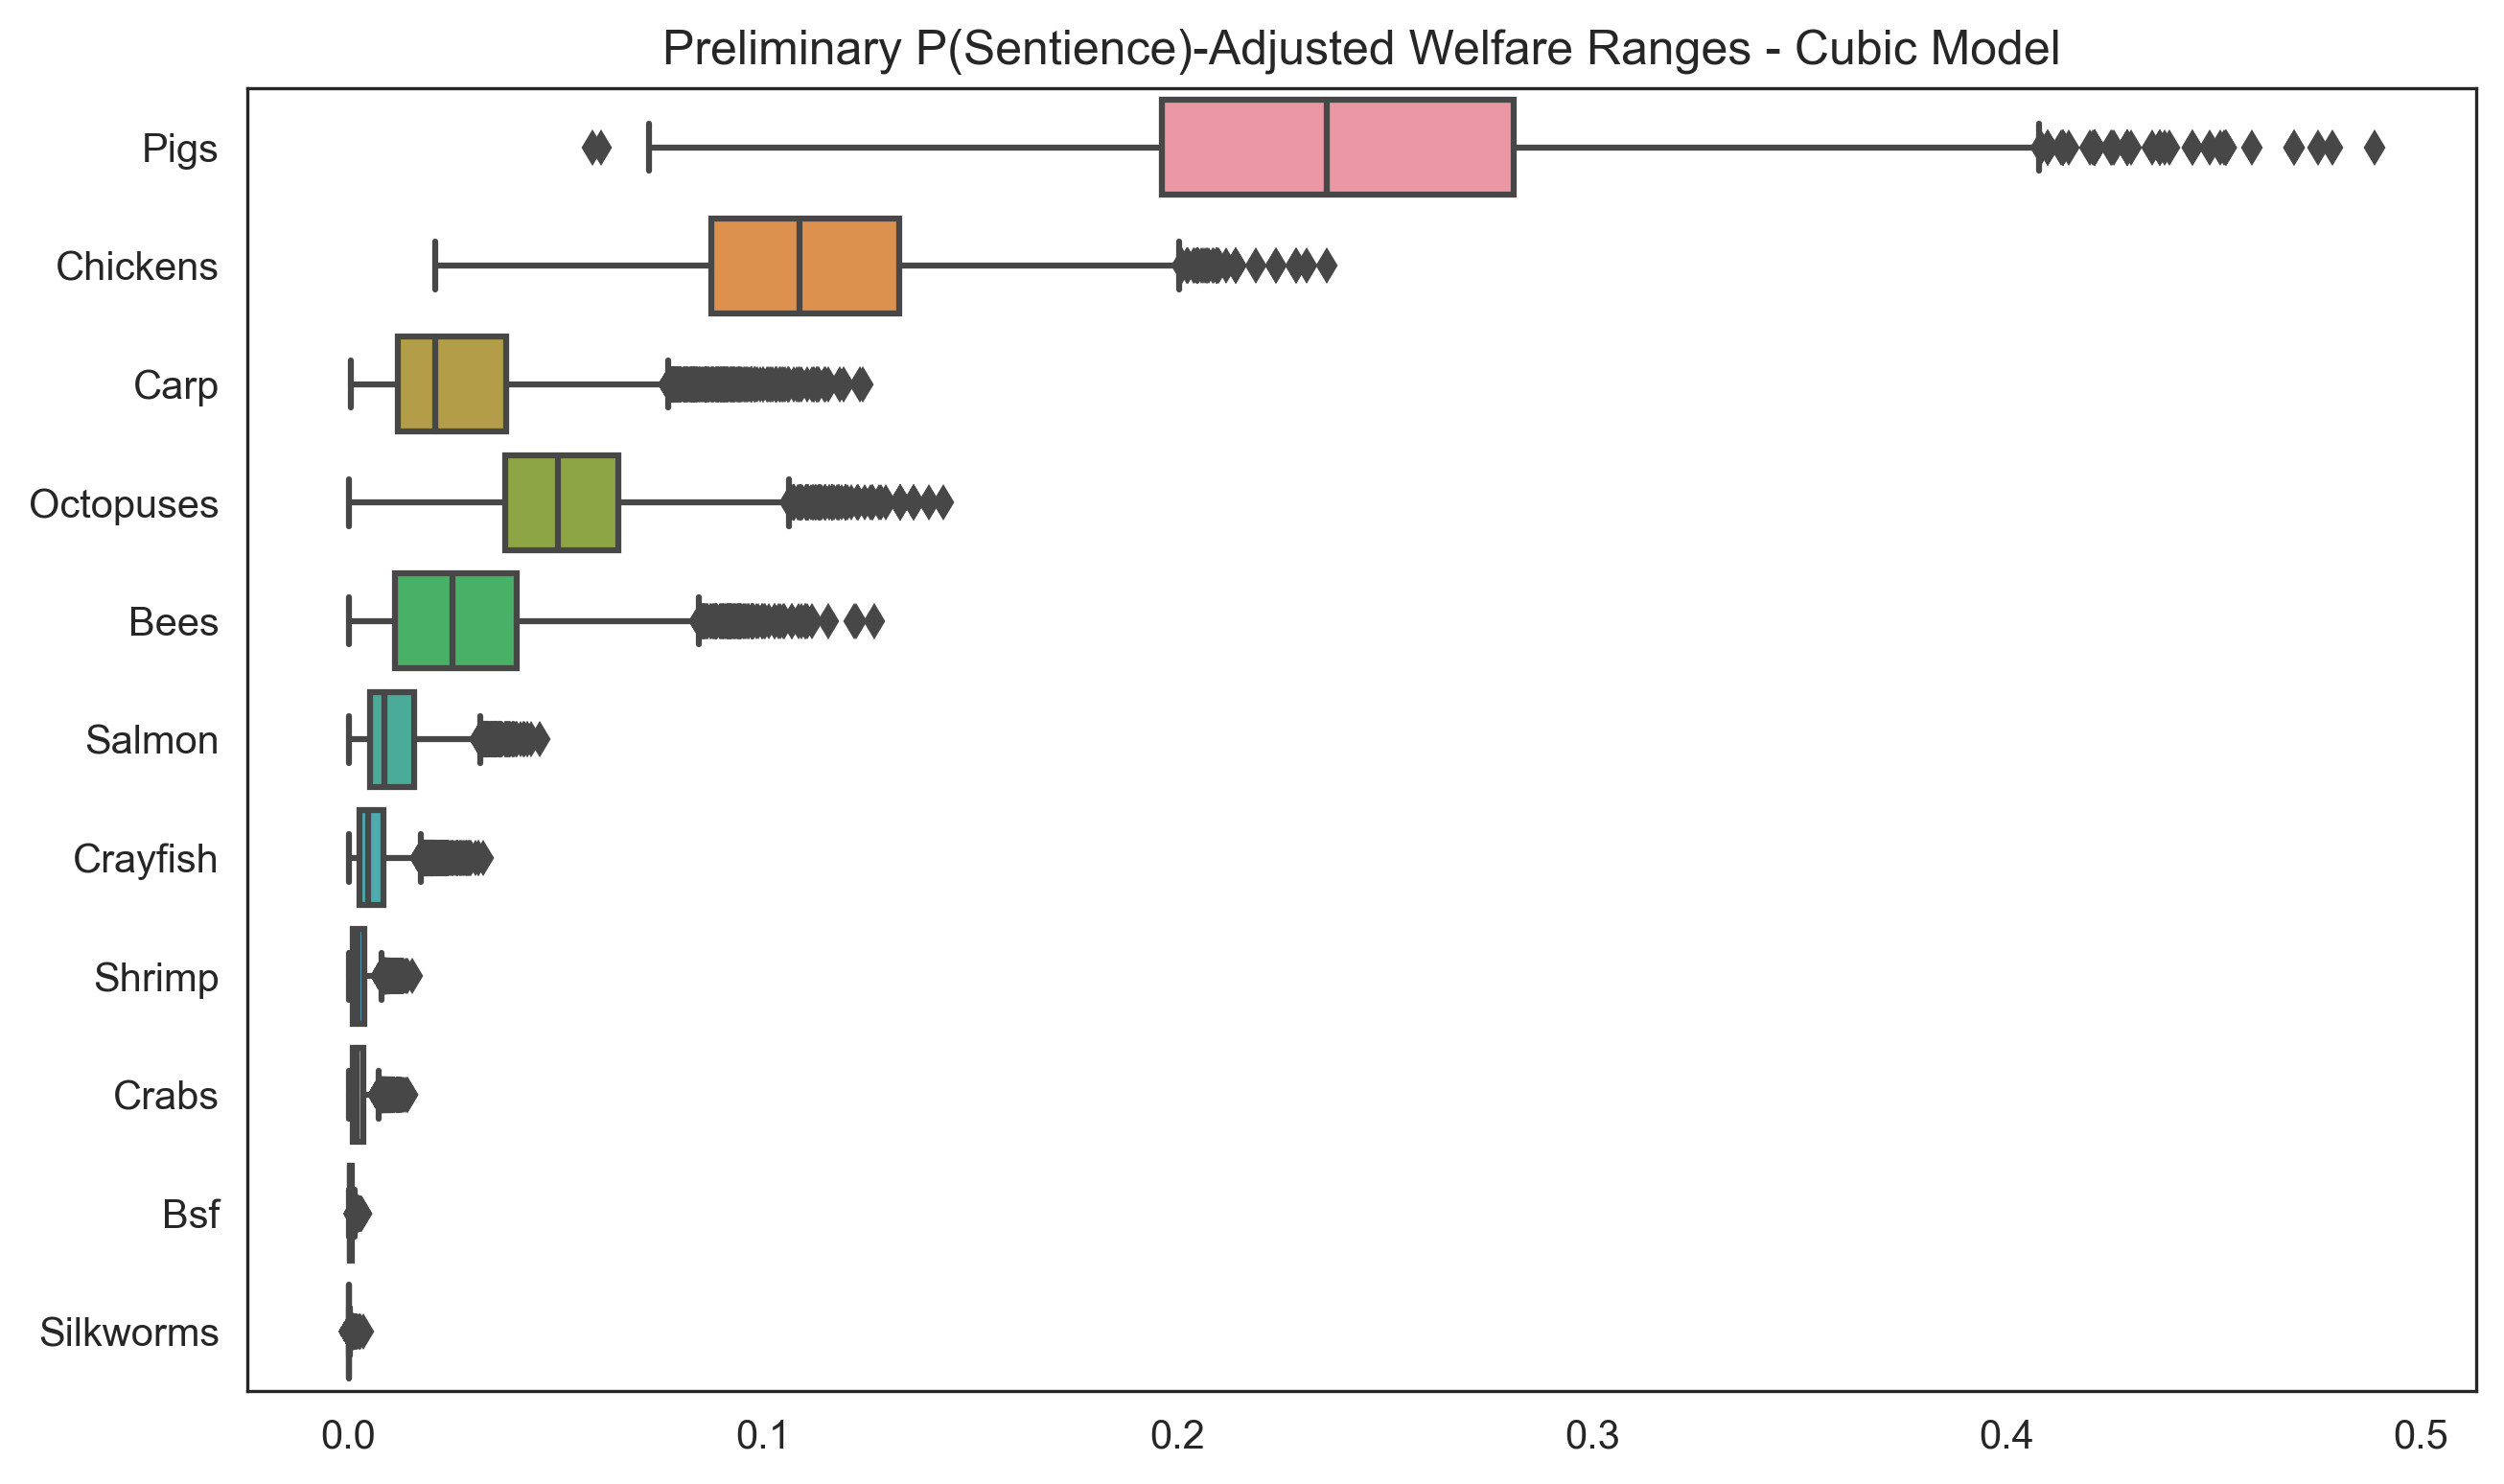 Preliminary P(Sentience)-Adjusted Welfare Ranges - Cubic Model
Pigs
Chickens
Carp
Octopuses
Bees
Salmon
Crayfish
Shrimp
Crabs
Bsf
Silkworms
0.0 0.1 0.2 0.3 0.4 0.5